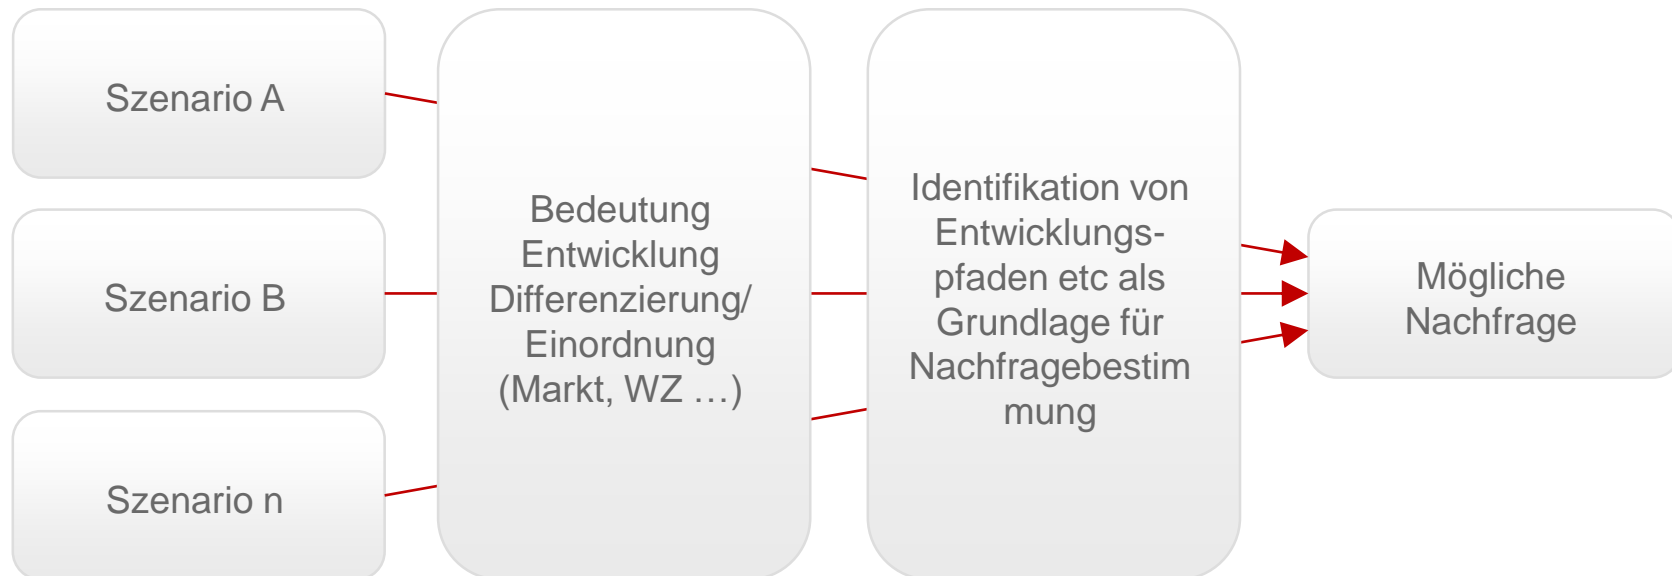 Szenario A
Szenario B
Szenario n
Bedeutung
Entwicklung
Differenzierung/
Einordnung
(Markt, WZ …)
Identifikation von
Entwicklungs-
pfaden etc als
Grundlage für
Nachfragebestim
mung
Mögliche
Nachfrage